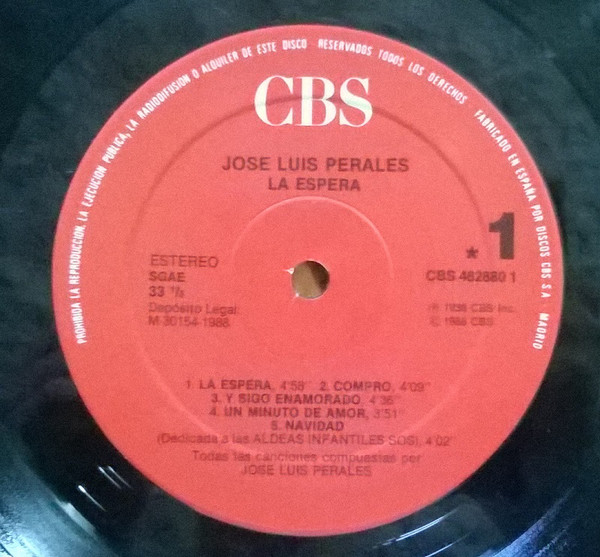 PROHIBIDA LA REPRODUCCION, LA EJECUCION PUBLICA, LA RADIODIFUSION O ALQUILER DE ESTE DISCO · RESERVADOS TODOS LOS DERECHOS · FABRICADO EN ESPAÑA POR DISCOS CBS S.A. MADRID
CBS
JOSE LUIS PERALES
LA ESPERA
* 1
ESTEREO
SGAE
33 ⅓
CBS 462880 1
Depósito Legal:
M-30154-1988
Ⓟ 1988 CBS Inc.
© 1988 CBS
1. LA ESPERA, 4'58" 2. COMPRO, 4'09"
3. Y SIGO ENAMORADO, 4'36"
4. UN MINUTO DE AMOR, 3'51"
5. NAVIDAD
(Dedicada a las ALDEAS INFANTILES SOS), 4'02"
Todas las canciones compuestas por
JOSE LUIS PERALES